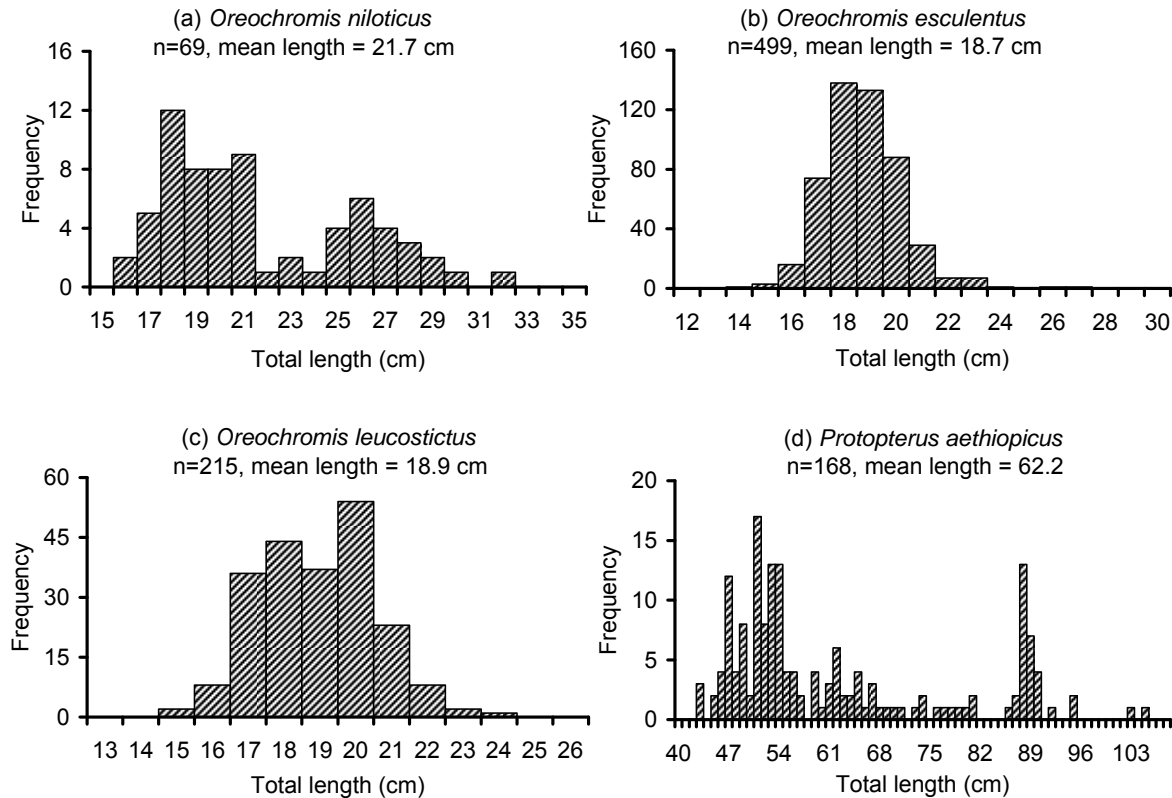 (a) Oreochromis niloticus
n=69, mean length = 21.7 cm
16
12
8
4
0
Frequency
15 17 19 21 23 25 27 29 31 33 35
Total length (cm)
(b) Oreochromis esculentus
n=499, mean length = 18.7 cm
160
120
80
40
0
Frequency
12 14 16 18 20 22 24 26 28 30
Total length (cm)
(c) Oreochromis leucostictus
n=215, mean length = 18.9 cm
60
45
30
15
0
Frequency
13 14 15 16 17 18 19 20 21 22 23 24 25 26
Total length (cm)
(d) Protopterus aethiopicus
n=168, mean length = 62.2
20
15
10
5
0
Frequency
40 47 54 61 68 75 82 89 96 103
Total length (cm)